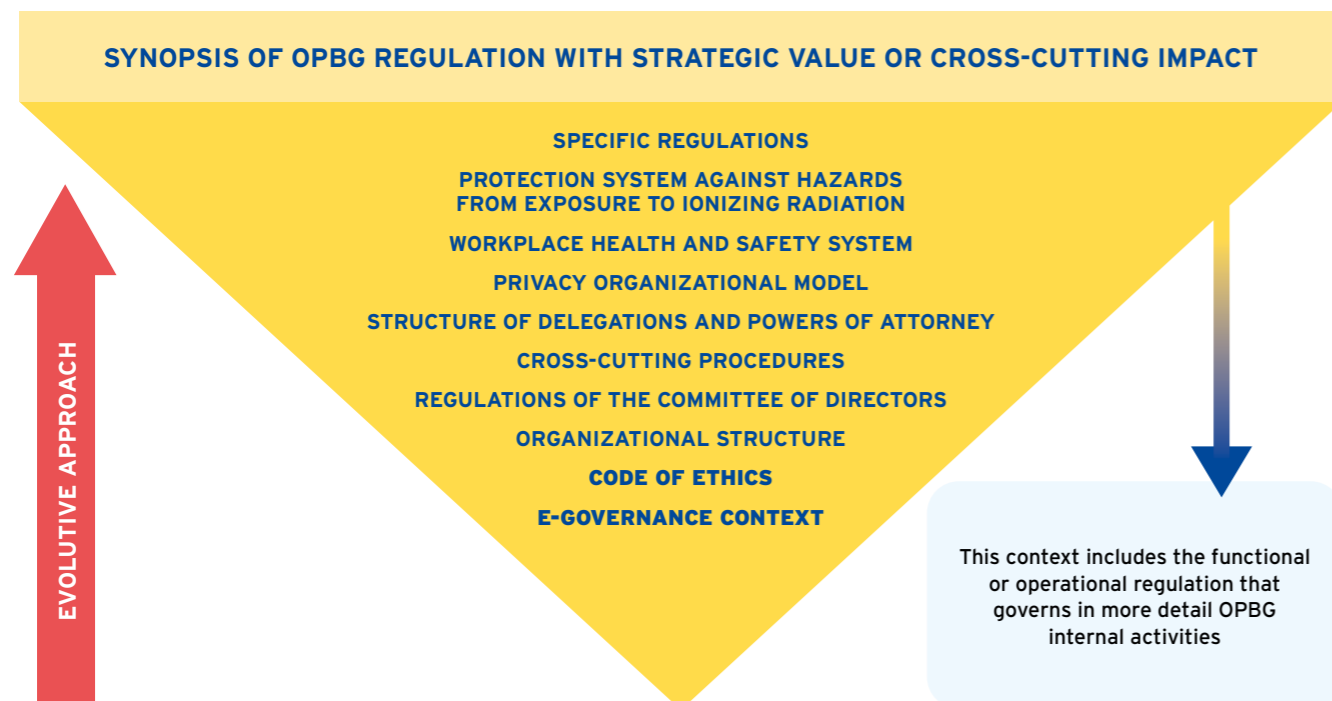 SYNOPSIS OF OPBG REGULATION WITH STRATEGIC VALUE OR CROSS-CUTTING IMPACT
SPECIFIC REGULATIONS
PROTECTION SYSTEM AGAINST HAZARDS
FROM EXPOSURE TO IONIZING RADIATION
WORKPLACE HEALTH AND SAFETY SYSTEM
PRIVACY ORGANIZATIONAL MODEL
STRUCTURE OF DELEGATIONS AND POWERS OF ATTORNEY
CROSS-CUTTING PROCEDURES
REGULATIONS OF THE COMMITTEE OF DIRECTORS
ORGANIZATIONAL STRUCTURE
CODE OF ETHICS
E-GOVERNANCE CONTEXT
EVOLUTIVE APPROACH
This context includes the functional
or operational regulation that
governs in more detail OPBG
internal activities